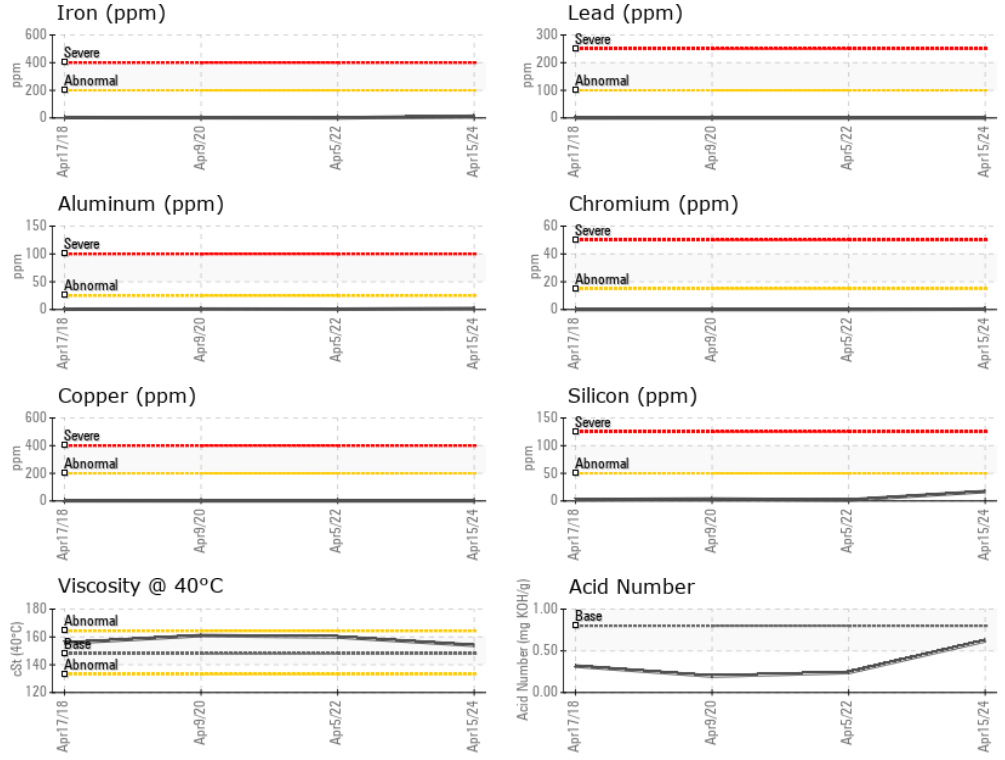 Iron (ppm)
600
400
200
0
ppm
Severe
Abnormal
Apr17/18
Apr9/20
Apr5/22
Apr15/24
Lead (ppm)
300
200
100
0
ppm
Severe
Abnormal
Apr17/18
Apr9/20
Apr5/22
Apr15/24
Aluminum (ppm)
150
100
50
0
ppm
Severe
Abnormal
Apr17/18
Apr9/20
Apr5/22
Apr15/24
Chromium (ppm)
60
40
20
0
ppm
Severe
Abnormal
Apr17/18
Apr9/20
Apr5/22
Apr15/24
Copper (ppm)
600
400
200
0
ppm
Severe
Abnormal
Apr17/18
Apr9/20
Apr5/22
Apr15/24
Silicon (ppm)
150
100
50
0
ppm
Severe
Abnormal
Apr17/18
Apr9/20
Apr5/22
Apr15/24
Viscosity @ 40°C
180
160
140
120
cSt (40°C)
Abnormal
Base
Abnormal
Apr17/18
Apr9/20
Apr5/22
Apr15/24
Acid Number
1.00
0.50
0.00
Acid Number (mg KOH/g)
Base
Apr17/18
Apr9/20
Apr5/22
Apr15/24